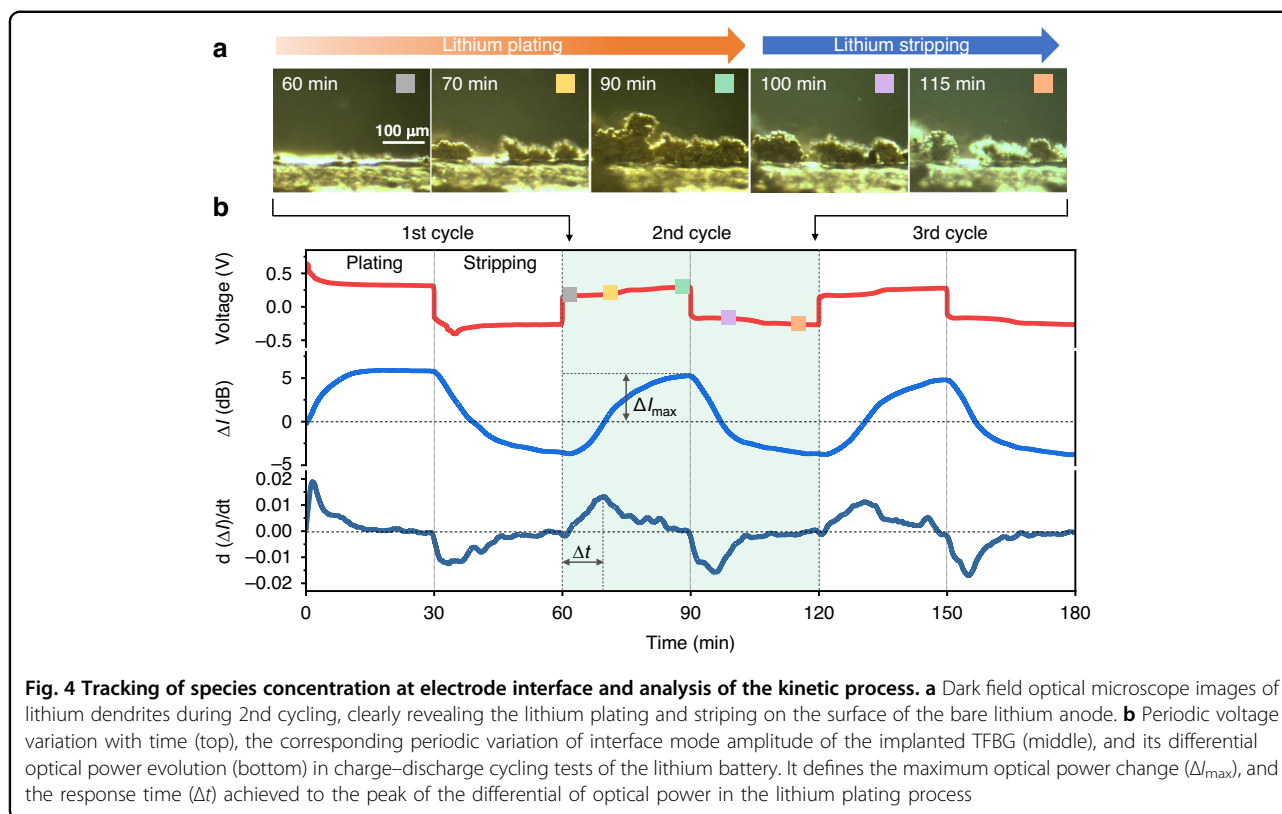 a
Lithium plating
Lithium stripping
60 min
70 min
90 min
100 min
115 min
100 μm
b
1st cycle
2nd cycle
3rd cycle
Plating
Stripping
Voltage (V)
0.5
0.0
−0.5
ΔI (dB)
5
0
−5
ΔImax
d (ΔI)/dt
0.02
0.01
0.00
−0.01
−0.02
Δt
0
30
60
90
120
150
180
Time (min)
Fig. 4 Tracking of species concentration at electrode interface and analysis of the kinetic process. a Dark field optical microscope images of
lithium dendrites during 2nd cycling, clearly revealing the lithium plating and striping on the surface of the bare lithium anode. b Periodic voltage
variation with time (top), the corresponding periodic variation of interface mode amplitude of the implanted TFBG (middle), and its differential
optical power evolution (bottom) in charge–discharge cycling tests of the lithium battery. It defines the maximum optical power change (ΔImax), and
the response time (Δt) achieved to the peak of the differential of optical power in the lithium plating process